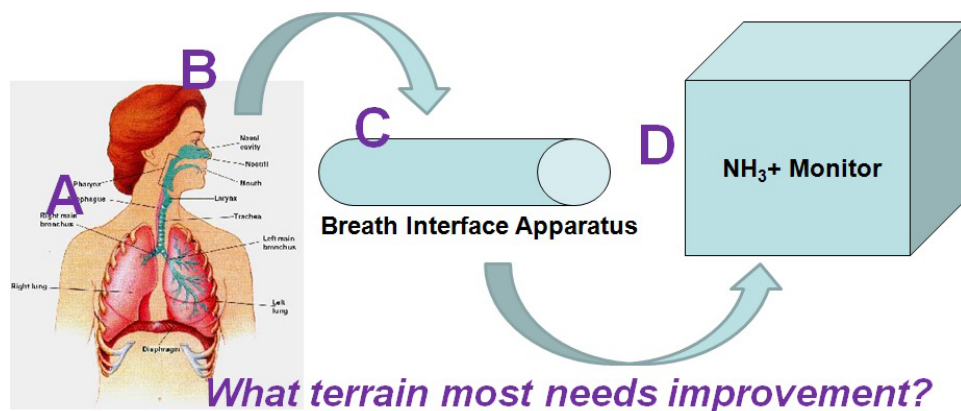 B
Nasal
cavity
C
D
Nostril
NH₃+ Monitor
A
Pharynx
Mouth
Esophague
Larynx
Right main
bronchus
Trachea
Breath Interface Apparatus
Left main
bronchus
Right lung
Left
lung
Diaphragm
What terrain most needs improvement?